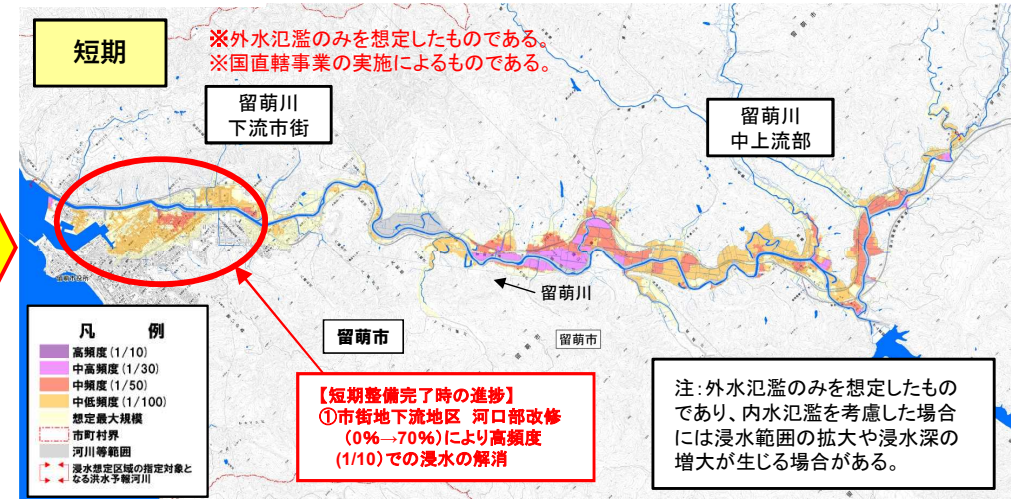 短期
※外水氾濫のみを想定したものである。
※国直轄事業の実施によるものである。
留萌川
下流市街
留萌川
中上流部
留萌市役所
留萌川
留萌市
留萌市
凡 例
高頻度(1/10)
中高頻度(1/30)
中頻度(1/50)
中低頻度(1/100)
想定最大規模
市町村界
河川等範囲
浸水想定区域の指定対象と
なる洪水予報河川
【短期整備完了時の進捗】
①市街地下流地区 河口部改修
(0%→70%)により高頻度
(1/10)での浸水の解消
注:外水氾濫のみを想定したもの
であり、内水氾濫を考慮した場合
には浸水範囲の拡大や浸水深の
増大が生じる場合がある。